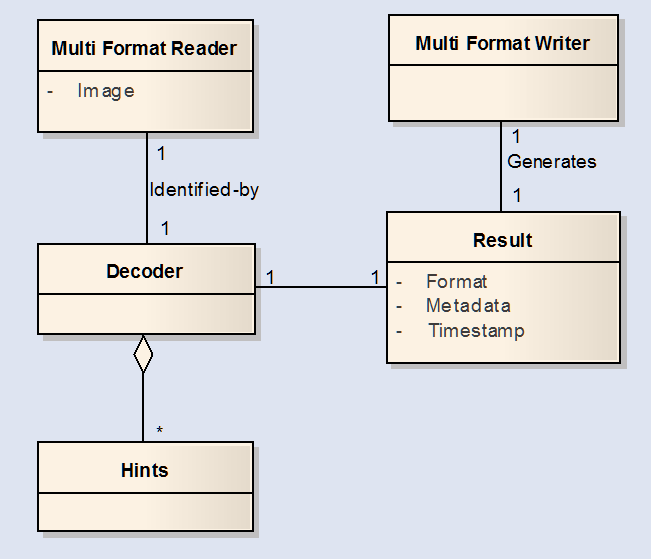 Multi Format Reader
- Image
1
Identified-by
1
Multi Format Writer
1
Generates
1
Decoder
1
1
Result
- Format
- Metadata
- Timestamp
*
Hints